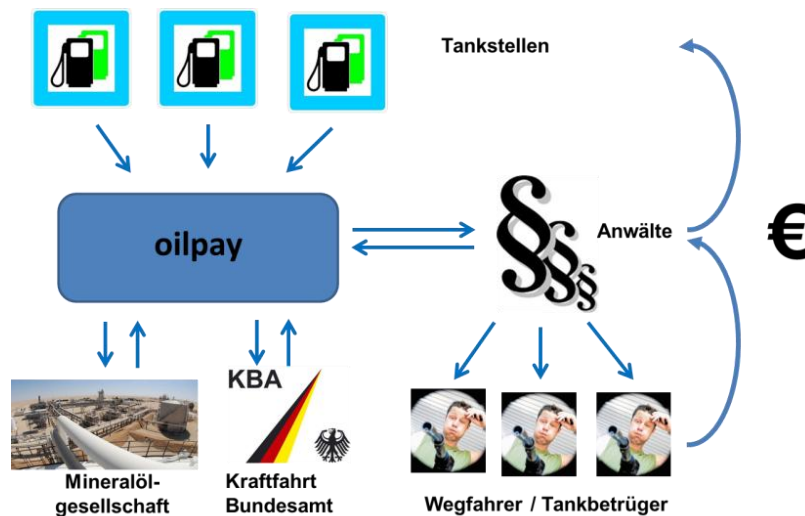 Tankstellen
oilpay
§
§
§
Anwälte
€
KBA
Mineralöl-
gesellschaft
Kraftfahrt
Bundesamt
Wegfahrer / Tankbetrüger